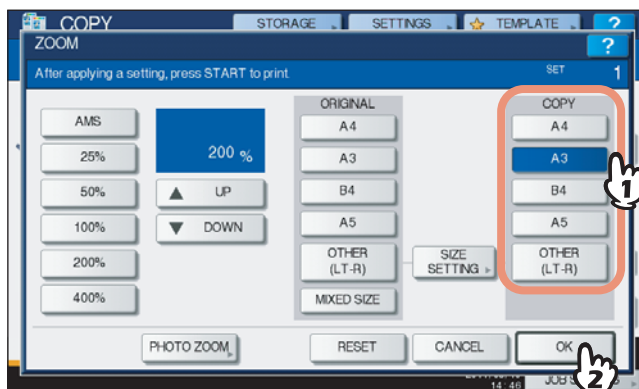 COPY
STORAGE
SETTINGS
TEMPLATE
?
ZOOM
?
After applying a setting, press START to print.
SET 1
AMS
25%
50%
100%
200%
400%
200 %
UP
DOWN
ORIGINAL
A4
A3
B4
A5
OTHER
(LT-R)
MIXED SIZE
SIZE
SETTING
COPY
A4
A3
B4
A5
OTHER
(LT-R)
1
PHOTO ZOOM
RESET
CANCEL
OK
2
14:46